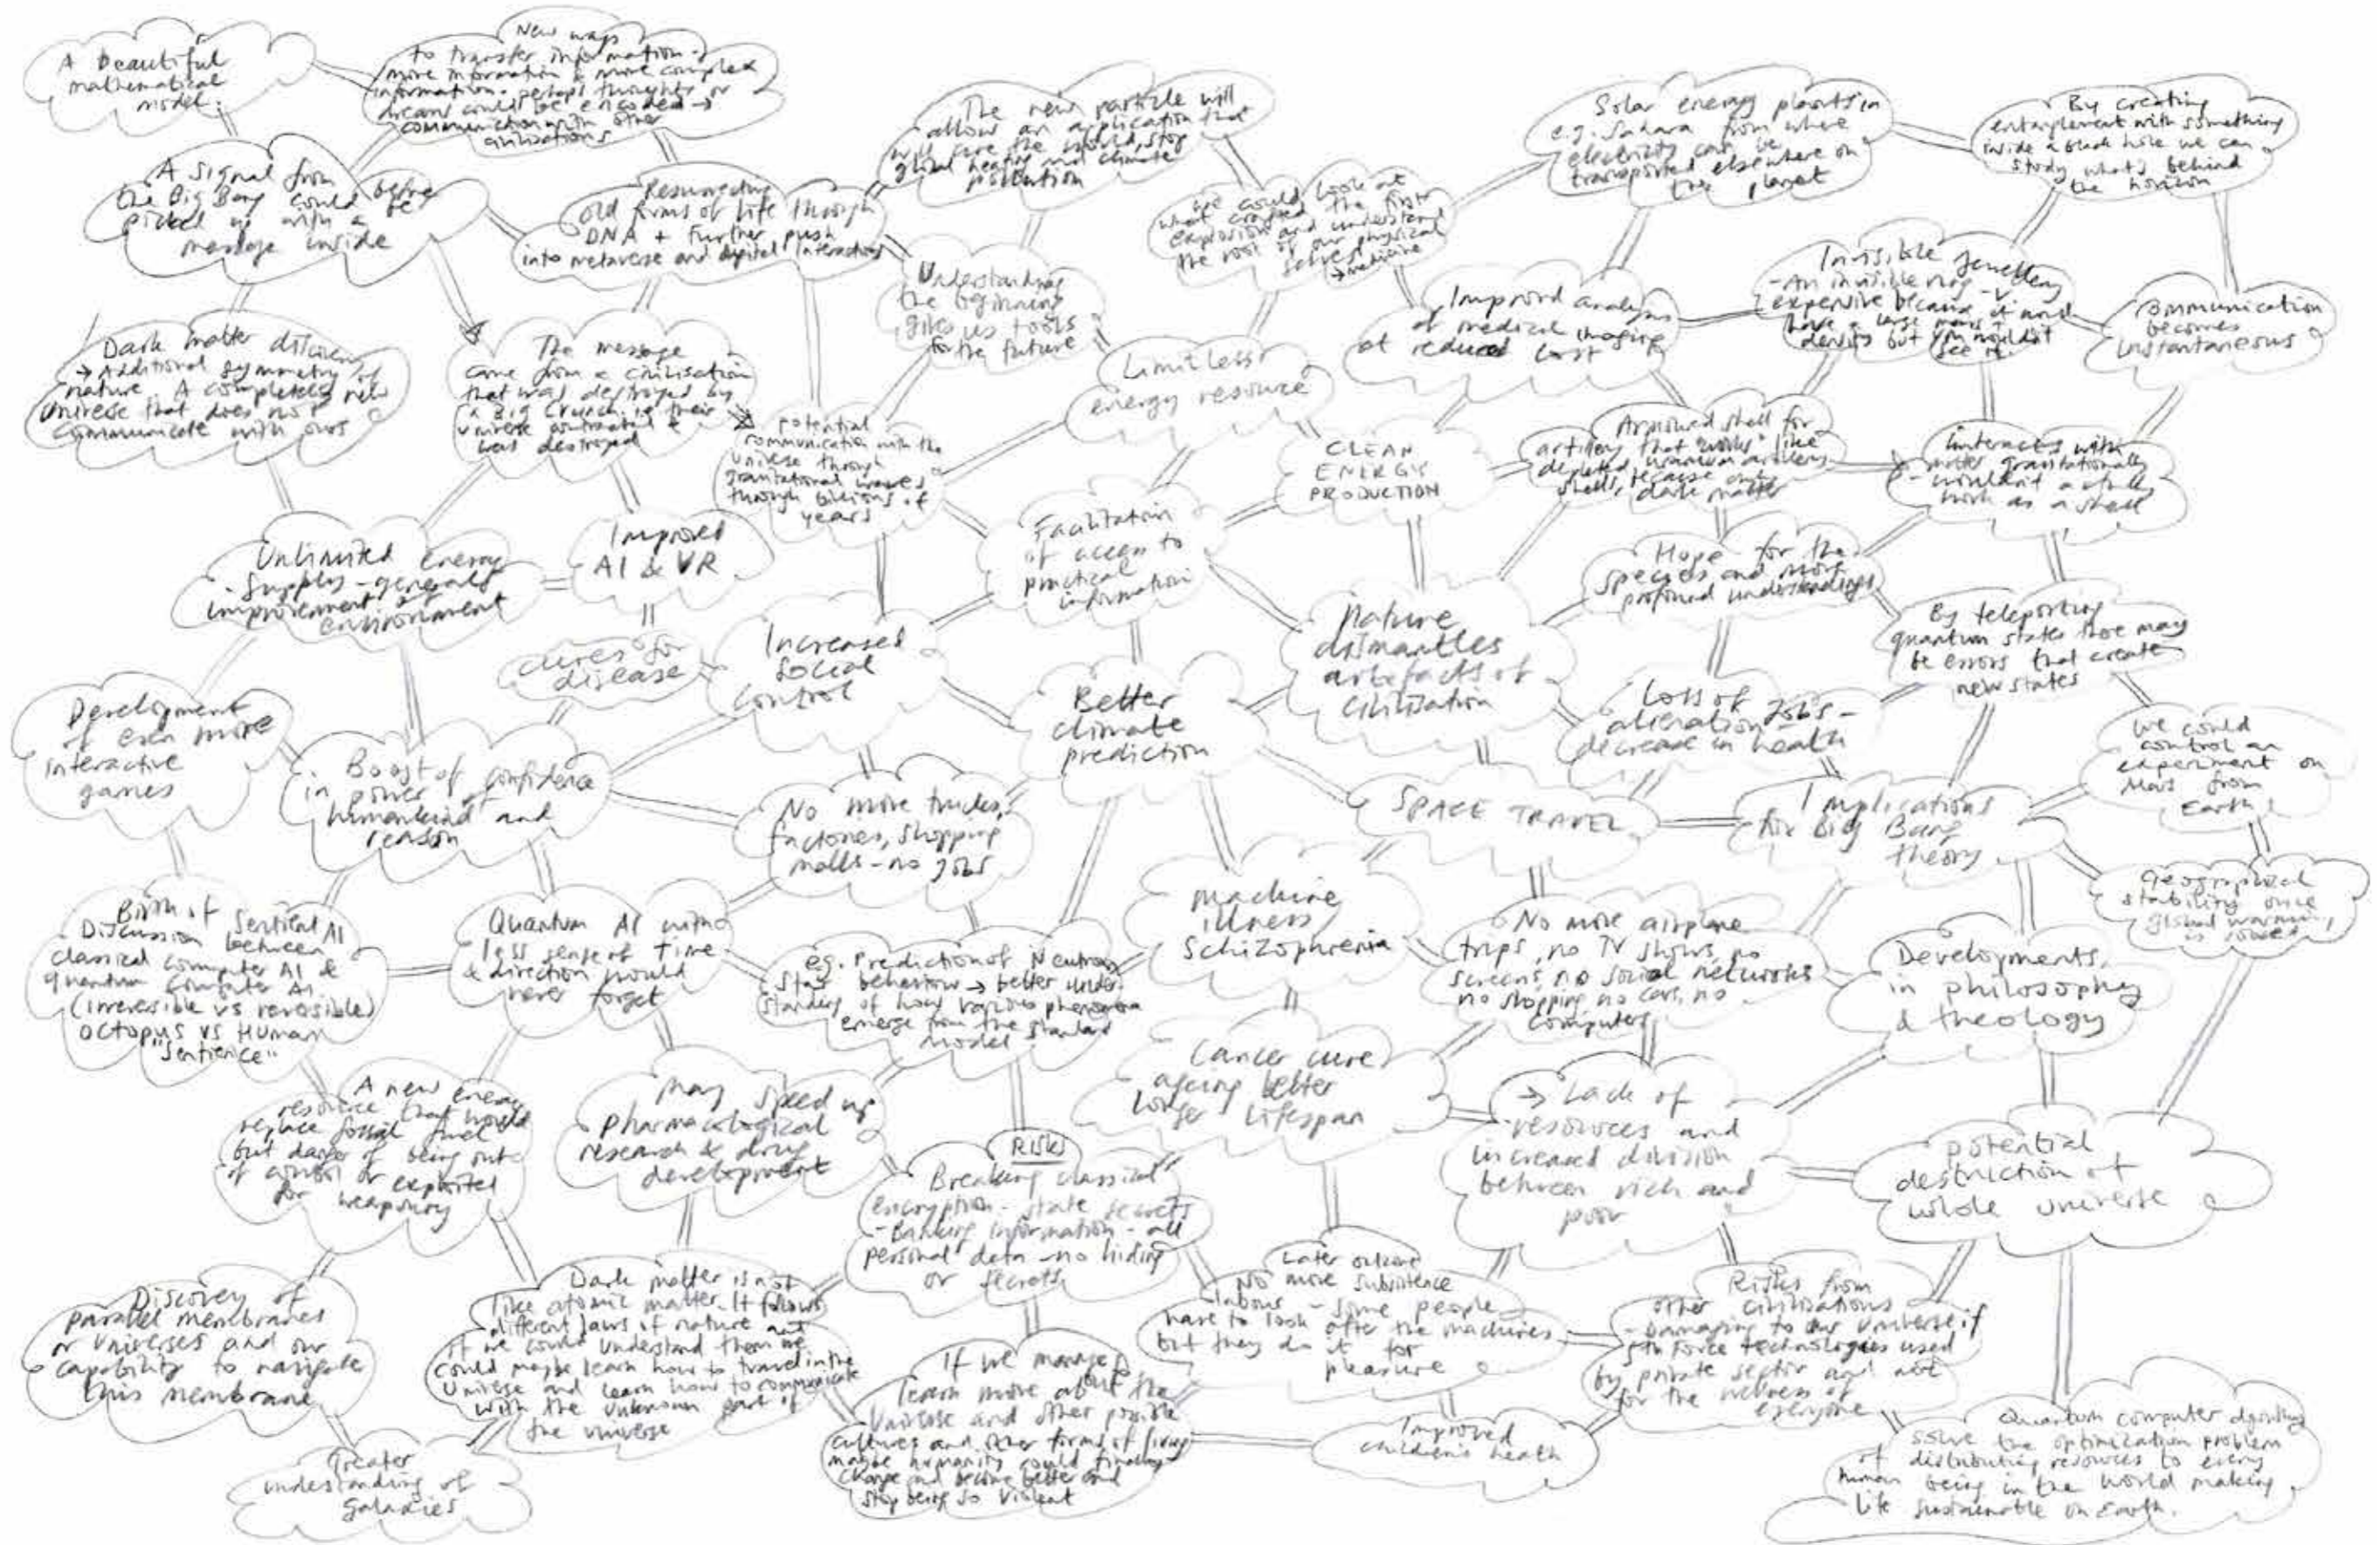 A beautiful
mathematical
model.
New ways
to transfer information -
more information & more complex
information - perhaps thoughts or
dreams could be encoded →
communication with other
civilisations
The new particle will
allow an application that
will cure the world, stop
global heating and climate
pollution
Solar energy plants in
e.g. Sahara from where
electricity can be
transported elsewhere on
the planet
By creating
entanglement with something
inside a black hole we can
study what's behind
the horizon
A signal from before
the Big Bang could be
picked up with a
message inside
Resurrecting
old forms of life through
DNA + Further push
into metaverse and digital interactions
We could look at
what created the first
explosion and understand
the root of our physical
selves!
→ medicine
Understanding
the beginning
gives us tools
for the future
Improved analysis
of medical imaging
at reduced cost
Invisible jewellery
- An invisible ring - v
expensive because it would
have a large mass +
density but you wouldn't
see it.
Communication
becomes
instantaneous
Dark matter discovery
→ Additional symmetry of
nature. A completely new
universe that does not
communicate with ours
The message
came from a civilisation
that was destroyed by
a Big Crunch ie their
universe contracted &
was destroyed
potential
communication with the
universe through
gravitational waves
through billions of
years
Limitless
energy resource
CLEAN
ENERGY
PRODUCTION
Armoured shell for
artillery that "works" like
depleted uranium artillery
shells, because only
dark matter
Interacts with
matter gravitationally
- wouldn't actually
work as a shell
Unlimited energy
supply - general
improvement of
environment
Improved
AI & VR
Facilitation
of access to
practical
information
Hope for the
species and more
profound understandings
By teleporting
quantum states there may
be errors that create
new states
cures for
disease
Increased
Social
Control
Nature
dismantles
artefacts of
civilization
Loss of jobs -
alienation -
decrease in health
Development
of even more
interactive
games
Better
climate
prediction
We could
control an
experiment on
Mars from
Earth
Boost of confidence
in power of
humankind and
reason
No more trucks,
factories, shopping
malls - no jobs
SPACE TRAVEL
Implications
for Big Bang
theory
Geographical
stability once
global warming
is solved
Birth of Sentient AI
Discussion between
classical computer AI &
quantum computer AI
(irreversible vs reversible)
OCTOPUS VS HUMAN
"Sentience"
Quantum AI with
less sense of time
& direction would
never forget
e.g. Prediction of Neutron
Star behaviour → better under-
standing of how various phenomena
emerge from the standard
model
machine
illness
Schizophrenia
No more airplane
trips, no TV shows, no
screens, no social networks
no shopping no cars, no
computers
Developments
in philosophy
& theology
A new energy
resource that would
replace fossil fuel
but danger of being out
of control or exploited
for weaponry
May speed up
pharmacological
research & drug
development
Cancer cure
ageing better
longer lifespan
→ Lack of
resources and
increased division
between rich and
poor
potential
destruction of
whole universe
RISKS
Breaking classical
encryption - state secrets
- Banking information - all
personal data - no hiding
or secrets
Discovery of
parallel membranes
or universes and our
capability to navigate
this membrane
Dark matter is not
like atomic matter. It follows
different laws of nature and
if we could understand them we
could maybe learn how to travel in the
Universe and learn how to communicate
with the unknown part of
the universe
Later outcome
No more subsistence
labour - some people
have to look after the machines
but they do it for
pleasure
Risks from
other civilisations
- Damaging to our universe if
5th Force technologies used
by private sector and not
for the wellness of
everyone
If we manage to
learn more about the
Universe and other possible
cultures and other forms of living
maybe humanity could finally
change and become better and
stop being so violent
Improved
children's health
Greater
understanding of
galaxies
Quantum computer
solve the optimization problem
of distributing resources to every
human being in the world making
life sustainable on Earth.